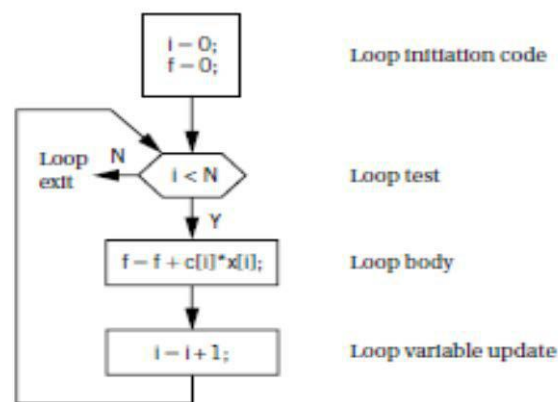 i – 0;
f – 0;
Loop initiation code
Loop exit
N
i < N
Loop test
Y
f – f + c[i]*x[i];
Loop body
i – i + 1;
Loop variable update